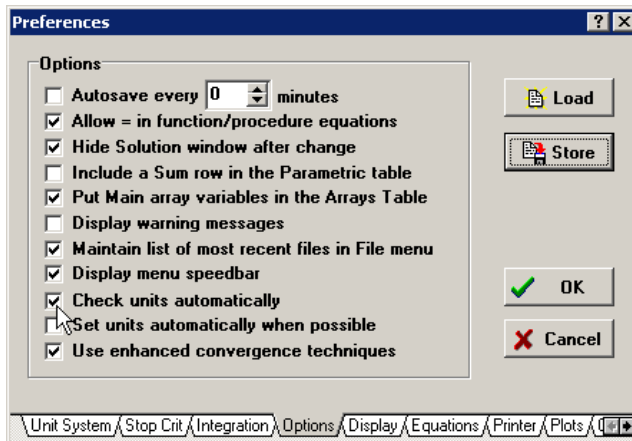 Preferences
Options
Autosave every 0 minutes
Allow = in function/procedure equations
Hide Solution window after change
Include a Sum row in the Parametric table
Put Main array variables in the Arrays Table
Display warning messages
Maintain list of most recent files in File menu
Display menu speedbar
Check units automatically
Set units automatically when possible
Use enhanced convergence techniques
Load
Store
OK
Cancel
Unit System Stop Crit Integration Options Display Equations Printer Plots